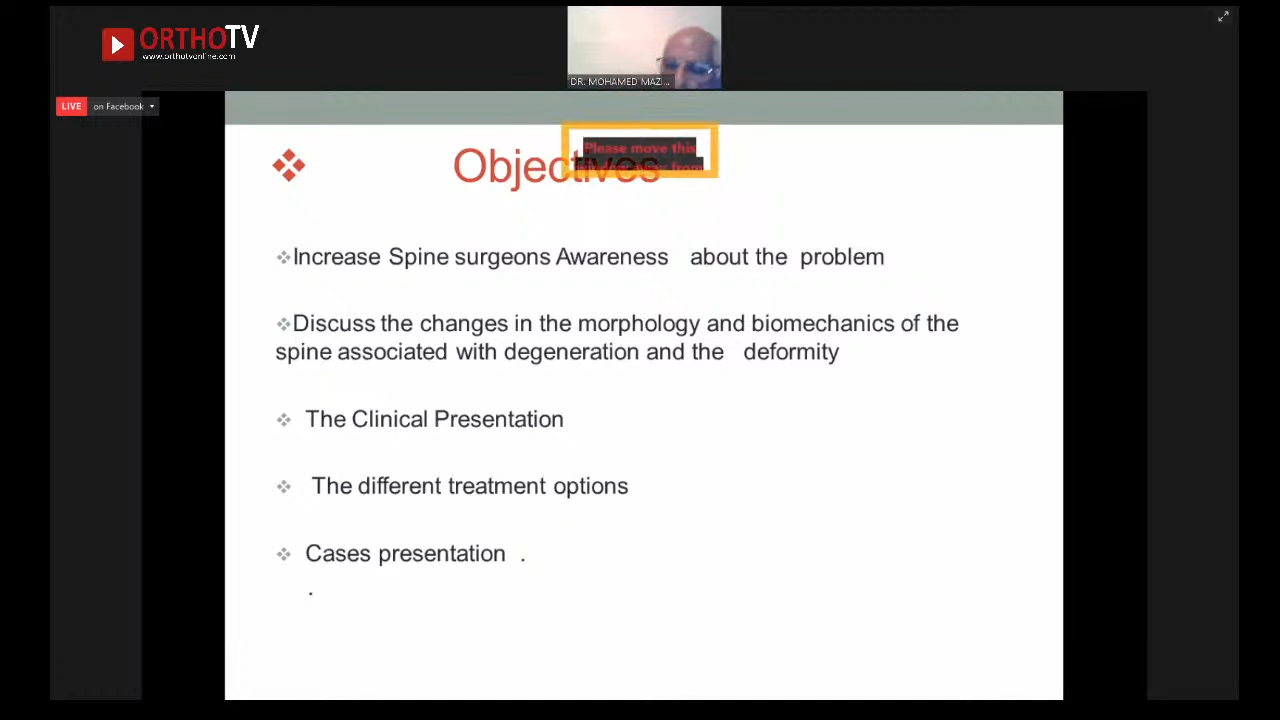 ORTHOTV
www.orthotvonline.com
DR. MOHAMED MAZI...
LIVE on Facebook
Please move this
Objectives
Increase Spine surgeons Awareness about the problem
Discuss the changes in the morphology and biomechanics of the
spine associated with degeneration and the deformity
The Clinical Presentation
The different treatment options
Cases presentation .
.